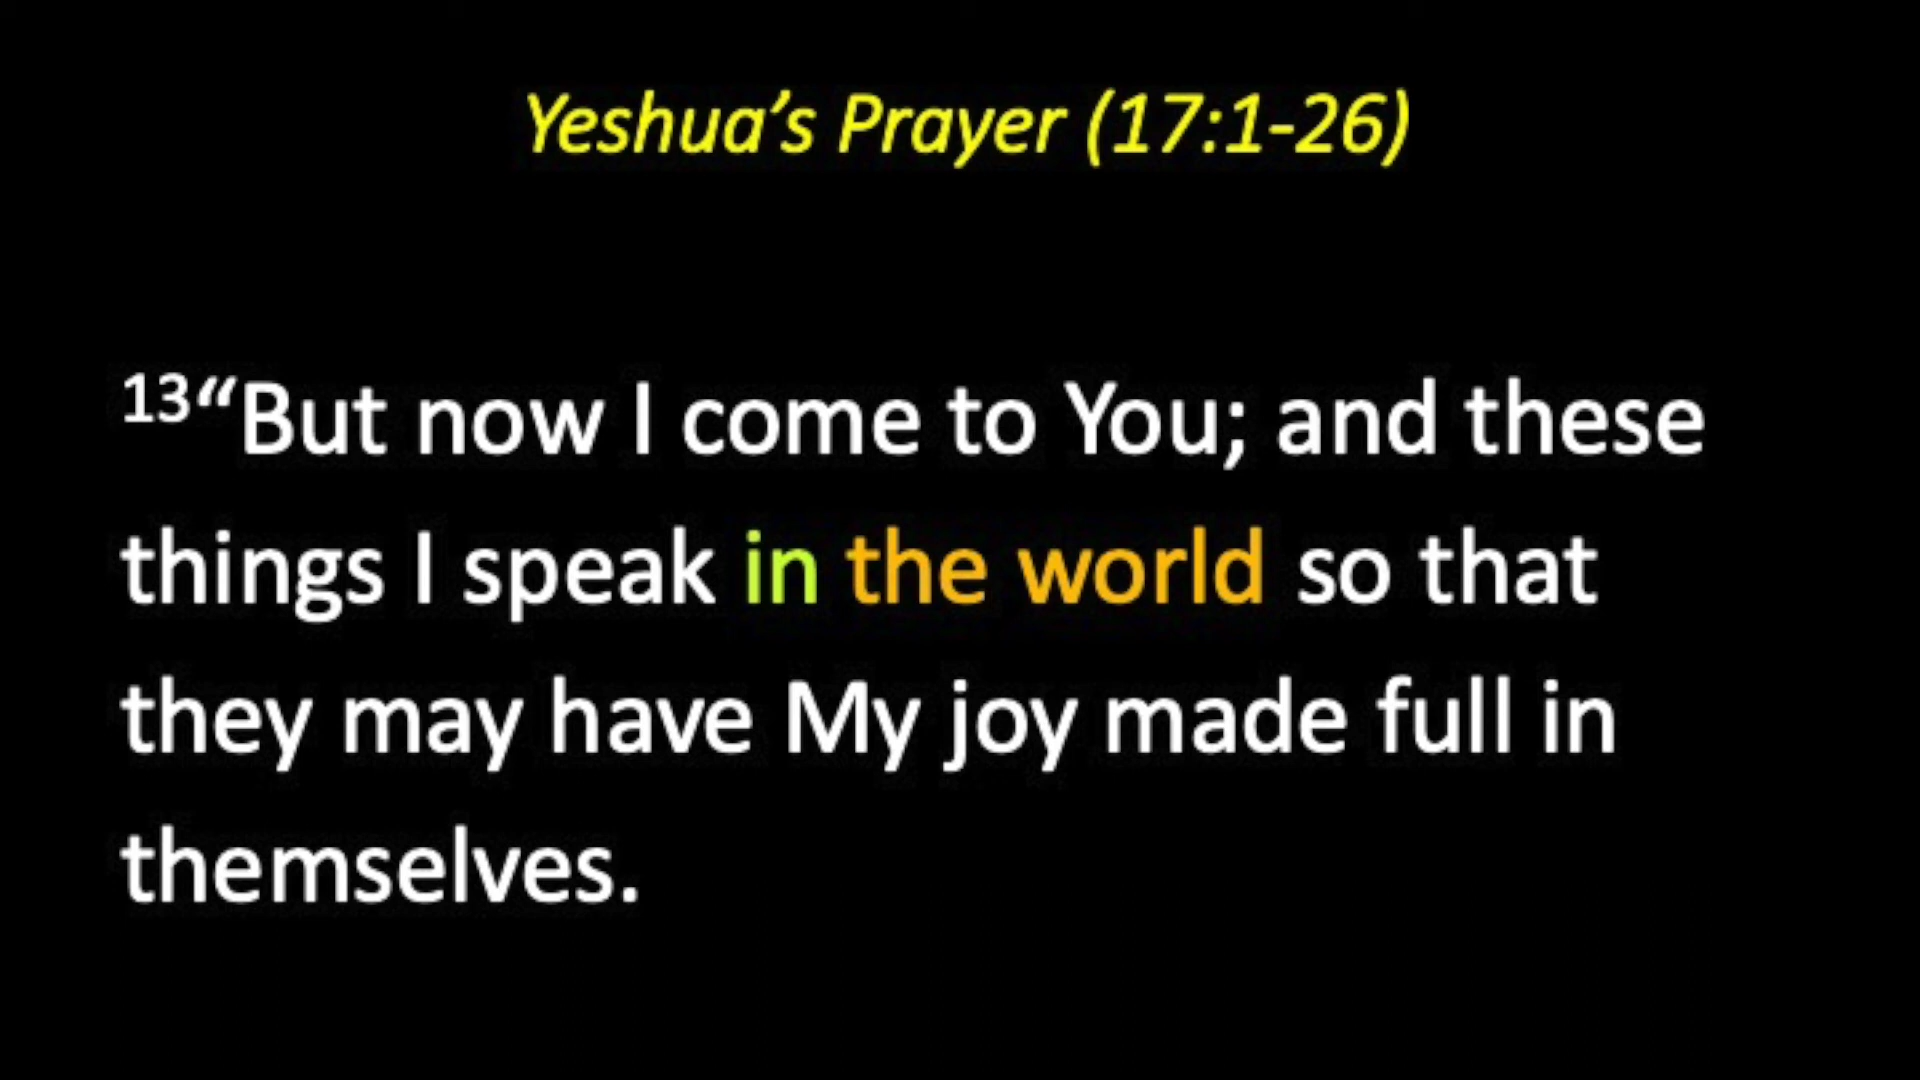 Yeshua’s Prayer (17:1-26)
13“But now I come to You; and these
things I speak in the world so that
they may have My joy made full in
themselves.